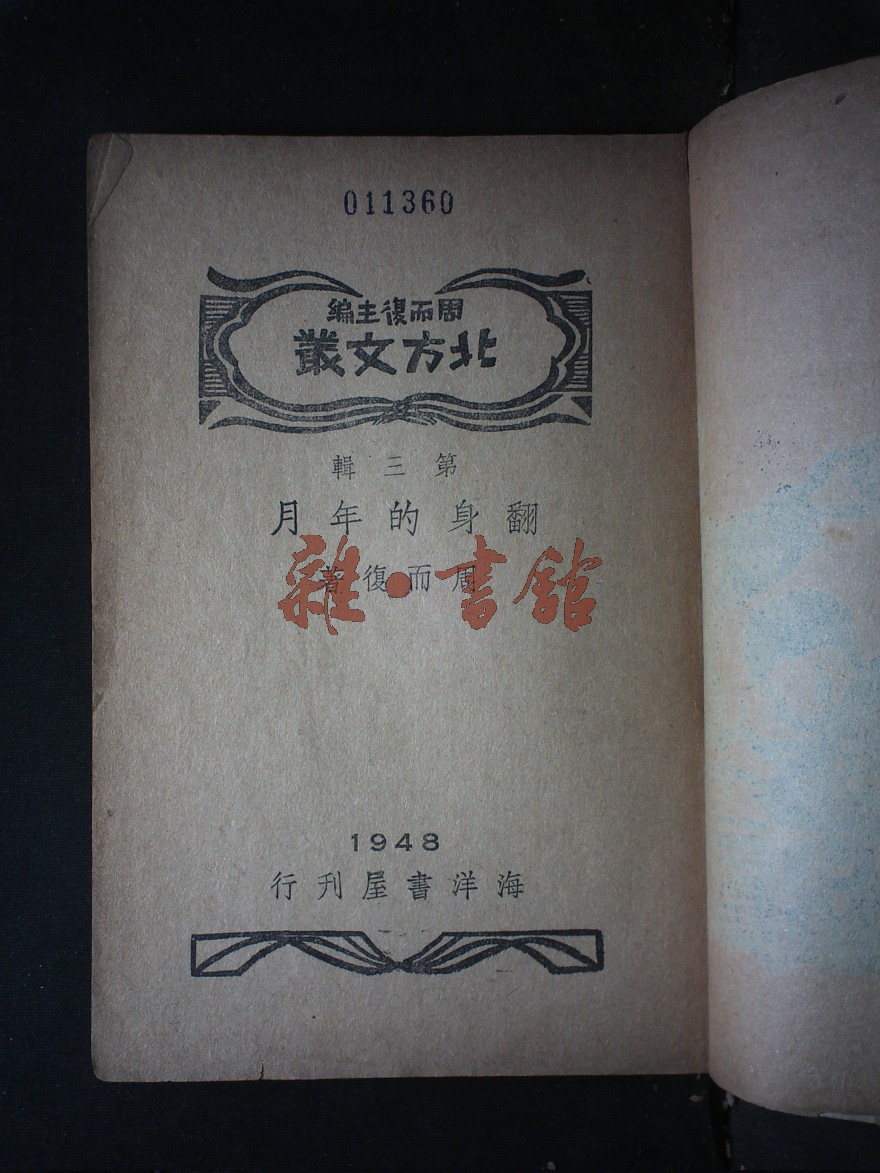 011360
周而復主編
北方文叢
第三輯
翻身的年月
周而復著
雜·書館
1948
海洋書屋刊行